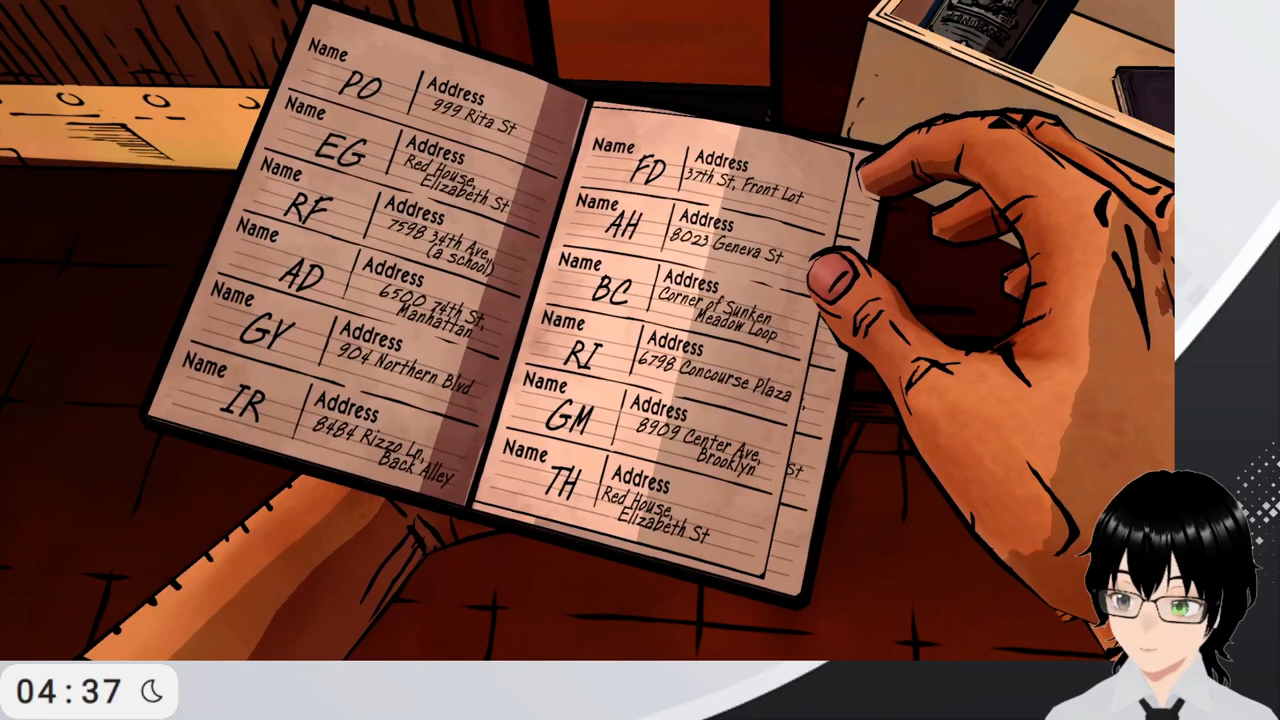 Name
PO
Address
999 Rita St
Name
EG
Address
Red House,
Elizabeth St
Name
RF
Address
7598 34th Ave,
(a school)
Name
AD
Address
6500 74th St,
Manhattan
Name
GY
Address
904 Northern Blvd
Name
IR
Address
8484 Rizzo Ln,
Back Alley
Name
FD
Address
37th St, Front Lot
Name
AH
Address
8023 Geneva St
Name
BC
Address
Corner of Sunken
Meadow Loop
Name
RI
Address
6798 Concourse Plaza
Name
GM
Address
8909 Center Ave,
Brooklyn
St
Name
TH
Address
Red House,
Elizabeth St
04:37